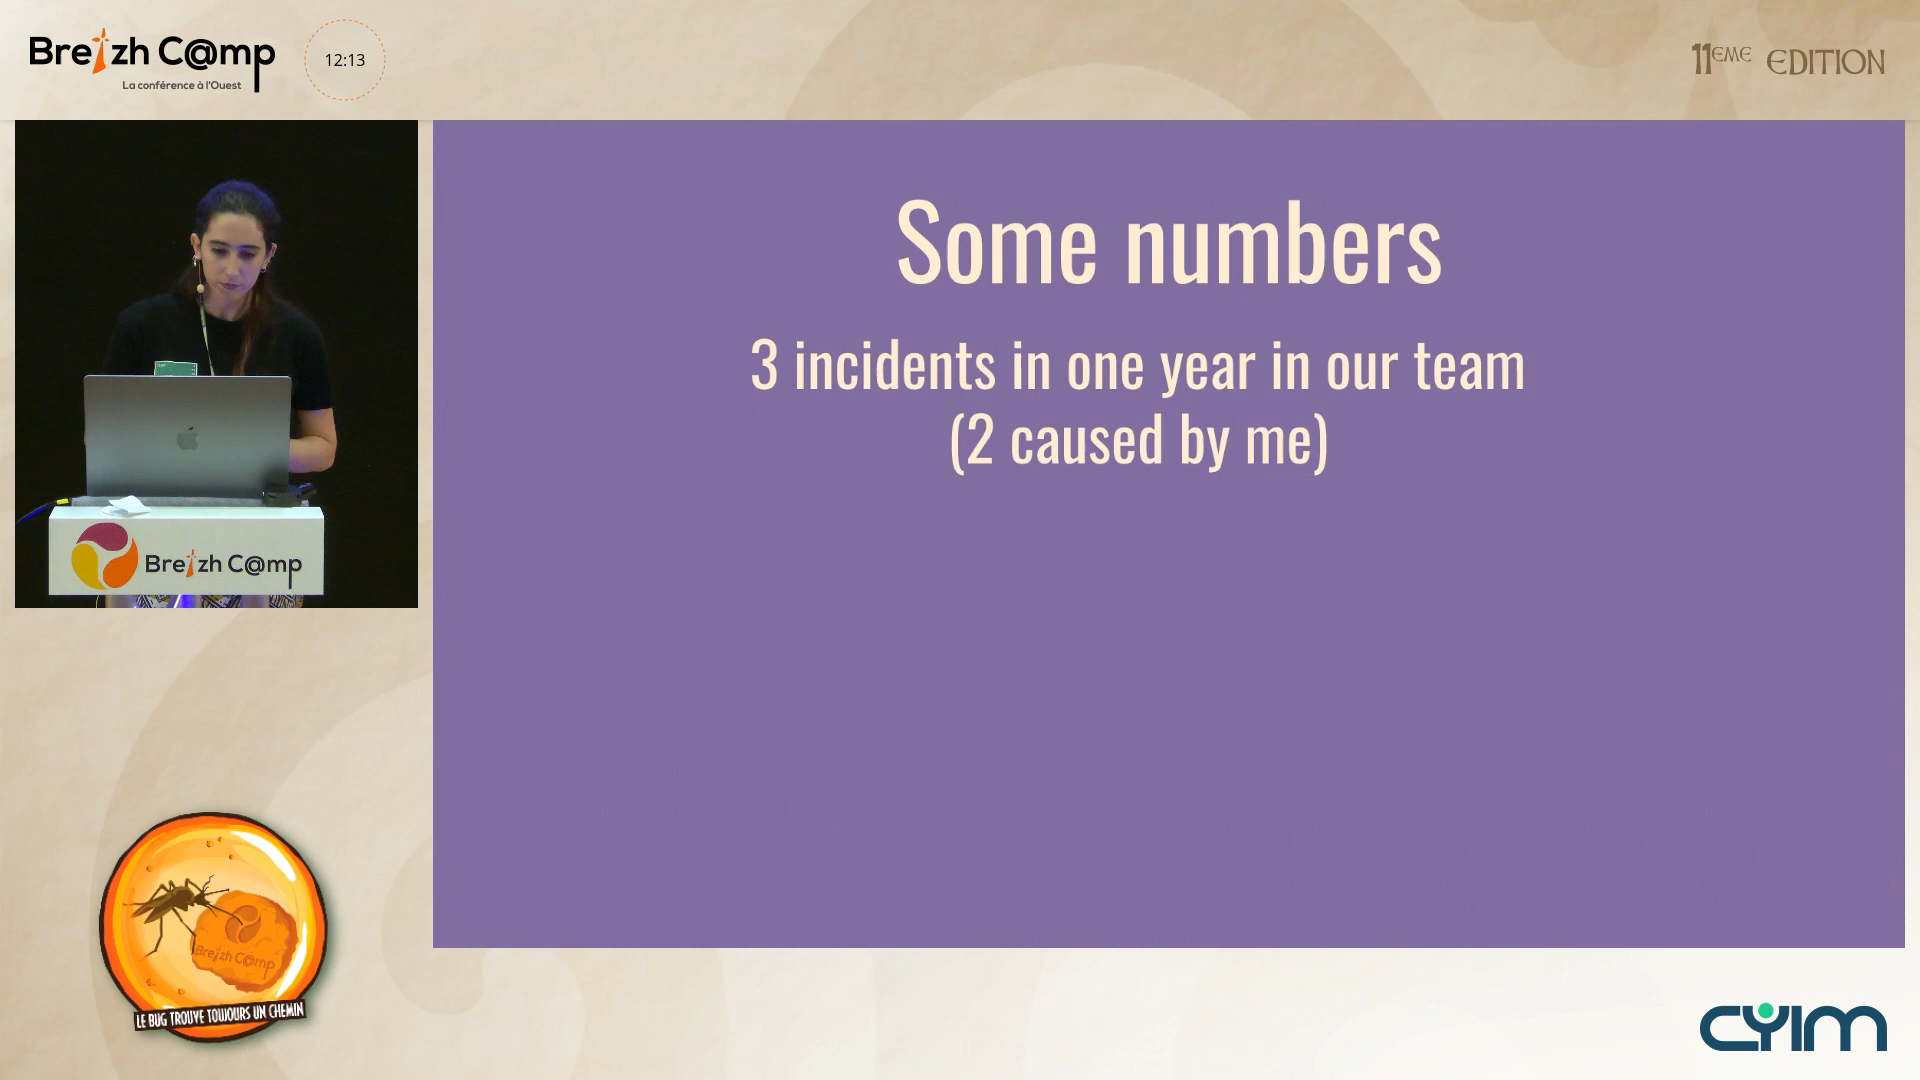 Breizh C@mp
La conférence à l'Ouest
12:13
11EME EDITION
Some numbers
3 incidents in one year in our team
(2 caused by me)
Breizh C@mp
Breizh C@mp
LE BUG TROUVE TOUJOURS UN CHEMIN
CYIM